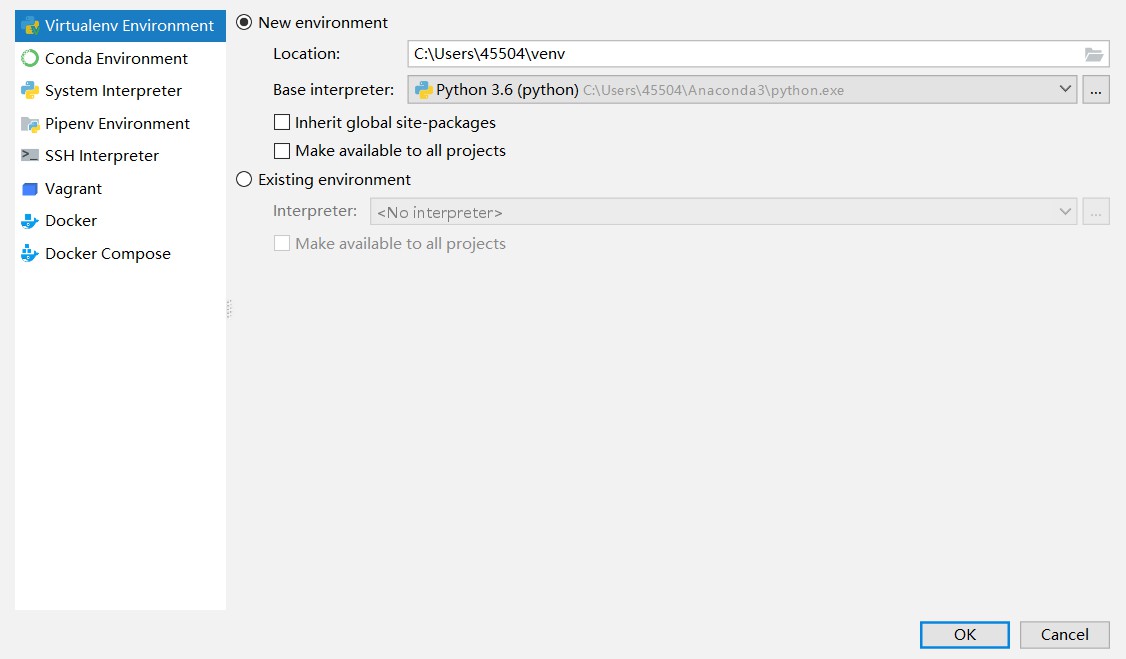 Virtualenv Environment
Conda Environment
System Interpreter
Pipenv Environment
SSH Interpreter
Vagrant
Docker
Docker Compose
New environment
Location: C:\Users\45504\venv
Base interpreter: Python 3.6 (python) C:\Users\45504\Anaconda3\python.exe ...
Inherit global site-packages
Make available to all projects
Existing environment
Interpreter: <No interpreter> ...
Make available to all projects
OK Cancel